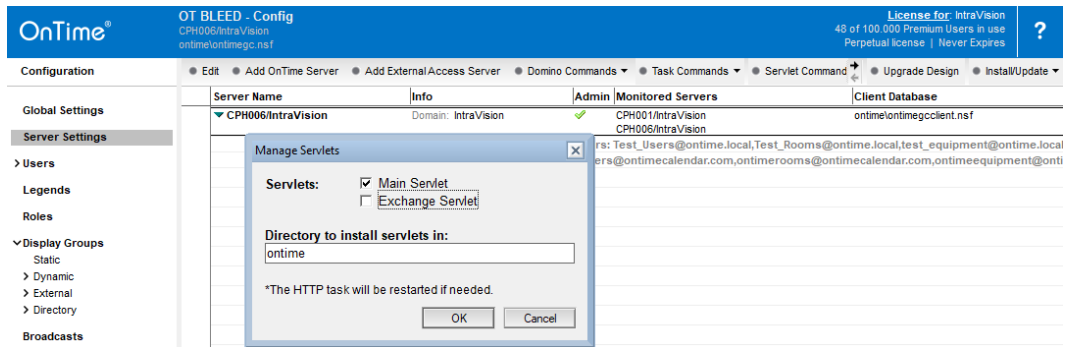 OnTime®
OT BLEED - Config
CPH006/IntraVision
ontime\ontimegc.nsf
License for: IntraVision
48 of 100.000 Premium Users in use
Perpetual license | Never Expires
?
Configuration
Edit Add OnTime Server Add External Access Server Domino Commands Task Commands Servlet Command Upgrade Design Install/Update
Global Settings
Server Settings
Users
Legends
Roles
Display Groups
Static
Dynamic
External
Directory
Broadcasts
Server Name Info Admin Monitored Servers Client Database
CPH006/IntraVision Domain: IntraVision CPH001/IntraVision ontime\ontimegcclient.nsf
CPH006/IntraVision
rs: Test_Users@ontime.local,Test_Rooms@ontime.local,test_equipment@ontime.local
ers@ontimecalendar.com,ontimerooms@ontimecalendar.com,ontimeequipment@onti
Manage Servlets
Servlets: Main Servlet
Exchange Servlet
Directory to install servlets in:
ontime
*The HTTP task will be restarted if needed.
OK Cancel